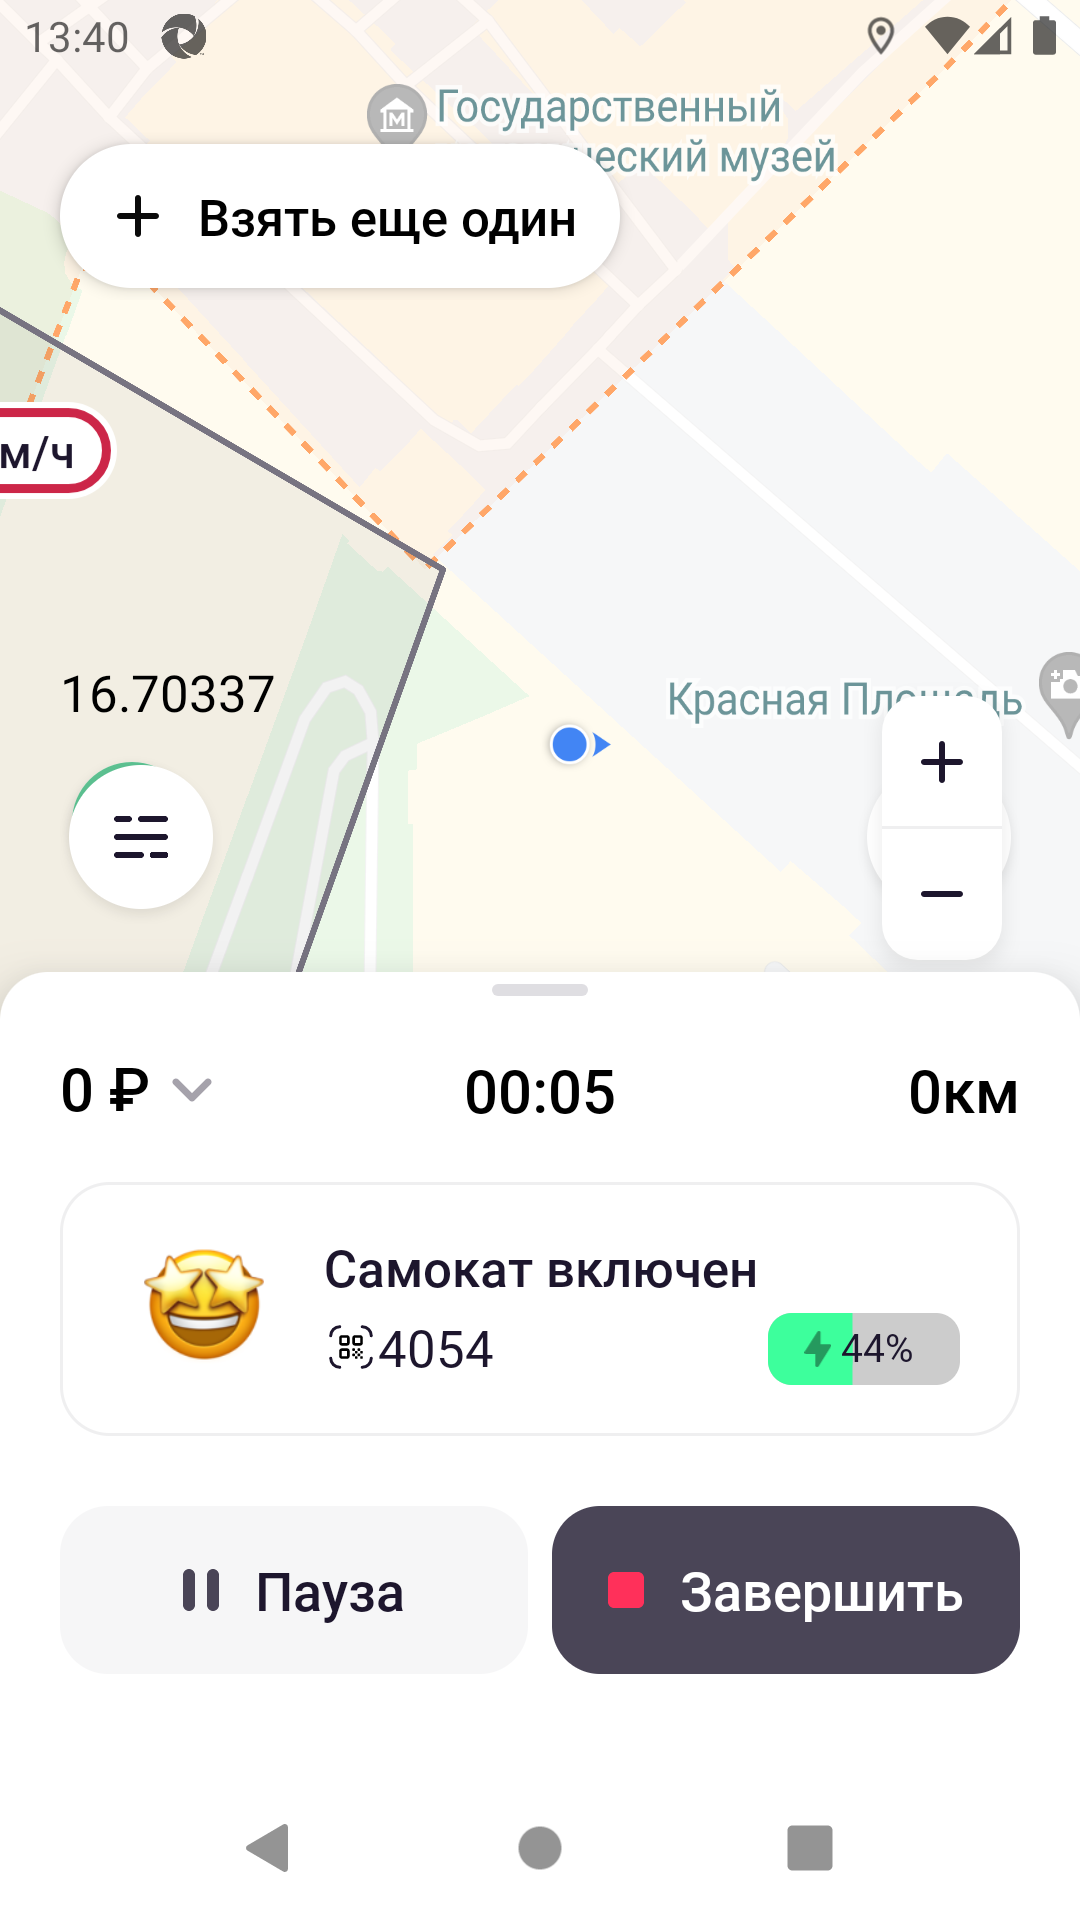 13:40
Государственный
ческий музей
Взять еще один
м/ч
16.70337
Красная Площадь
0 ₽
00:05
0км
Самокат включен
4054
44%
Пауза
Завершить